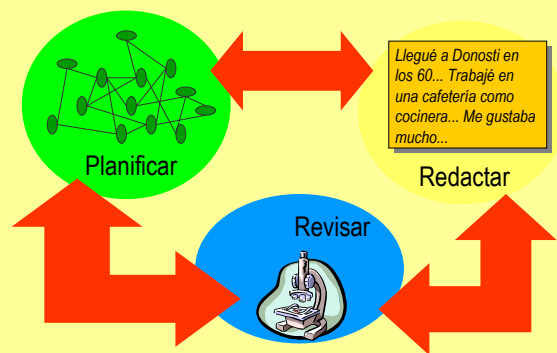 Llegué a Donosti en
los 60... Trabajé en
una cafetería como
cocinera... Me gustaba
mucho...
Planificar
Redactar
Revisar